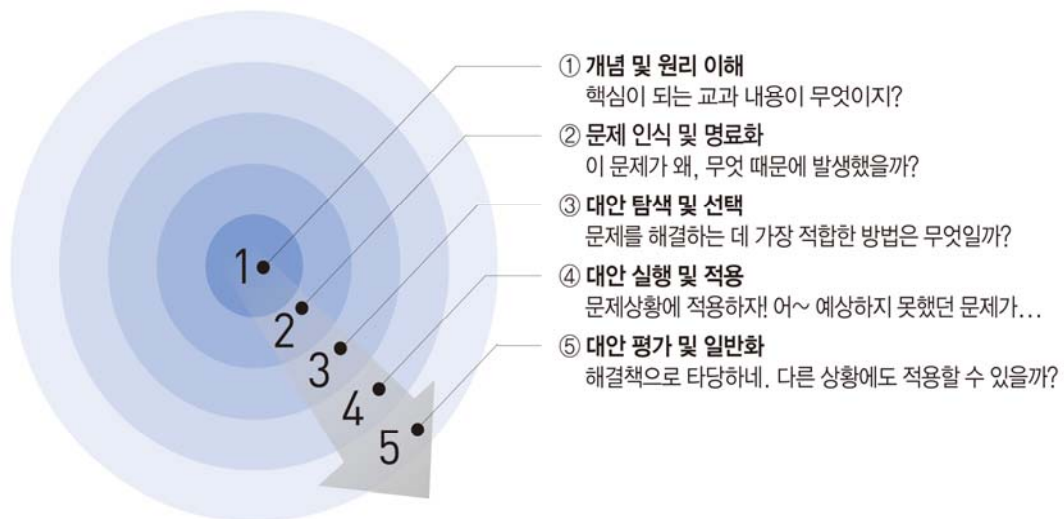 ① 개념 및 원리 이해
핵심이 되는 교과 내용이 무엇이지?
② 문제 인식 및 명료화
이 문제가 왜, 무엇 때문에 발생했을까?
③ 대안 탐색 및 선택
문제를 해결하는 데 가장 적합한 방법은 무엇일까?
④ 대안 실행 및 적용
문제상황에 적용하자! 어~ 예상하지 못했던 문제가...
⑤ 대안 평가 및 일반화
해결책으로 타당하네. 다른 상황에도 적용할 수 있을까?
1
2
3
4
5